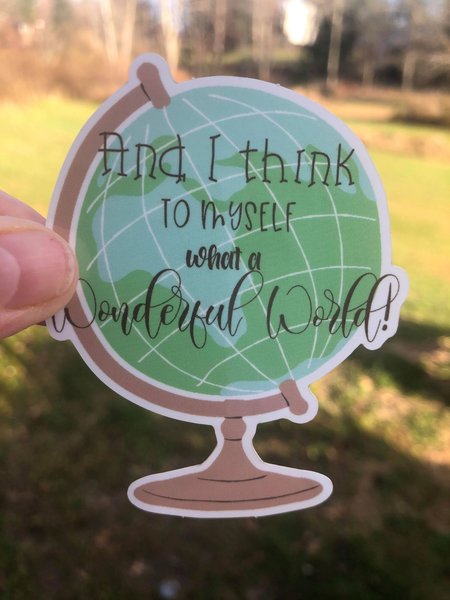 And I think
TO MYSELF
what a
Wonderful World!